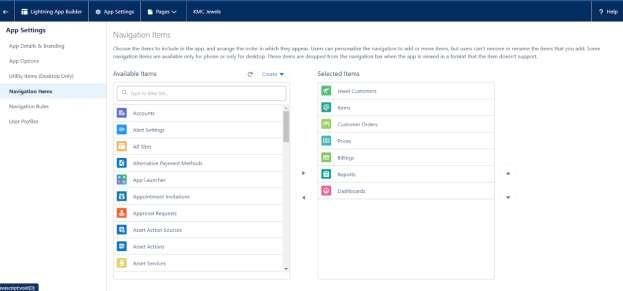 Lightning App Builder
App Settings
Pages
KMC Jewels
? Help
App Settings
App Details & Branding
App Options
Utility Items (Desktop Only)
Navigation Items
Navigation Rules
User Profiles
Navigation Items
Choose the items to include in the app, and arrange the order in which they appear. Users can personalize the navigation to add or move items, but users can't remove or rename the items that you add. Some
navigation items are available only for phone or only for desktop. These items are dropped from the navigation bar when the app is viewed in a format that the item doesn't support.
Available Items
Create
Type to filter list...
Accounts
Alert Settings
All Sites
Alternative Payment Methods
App Launcher
Appointment Invitations
Approval Requests
Asset Action Sources
Asset Actions
Asset Services
Selected Items
Jewel Customers
Items
Customer Orders
Prices
Billings
Reports
Dashboards
javascript:void(0)